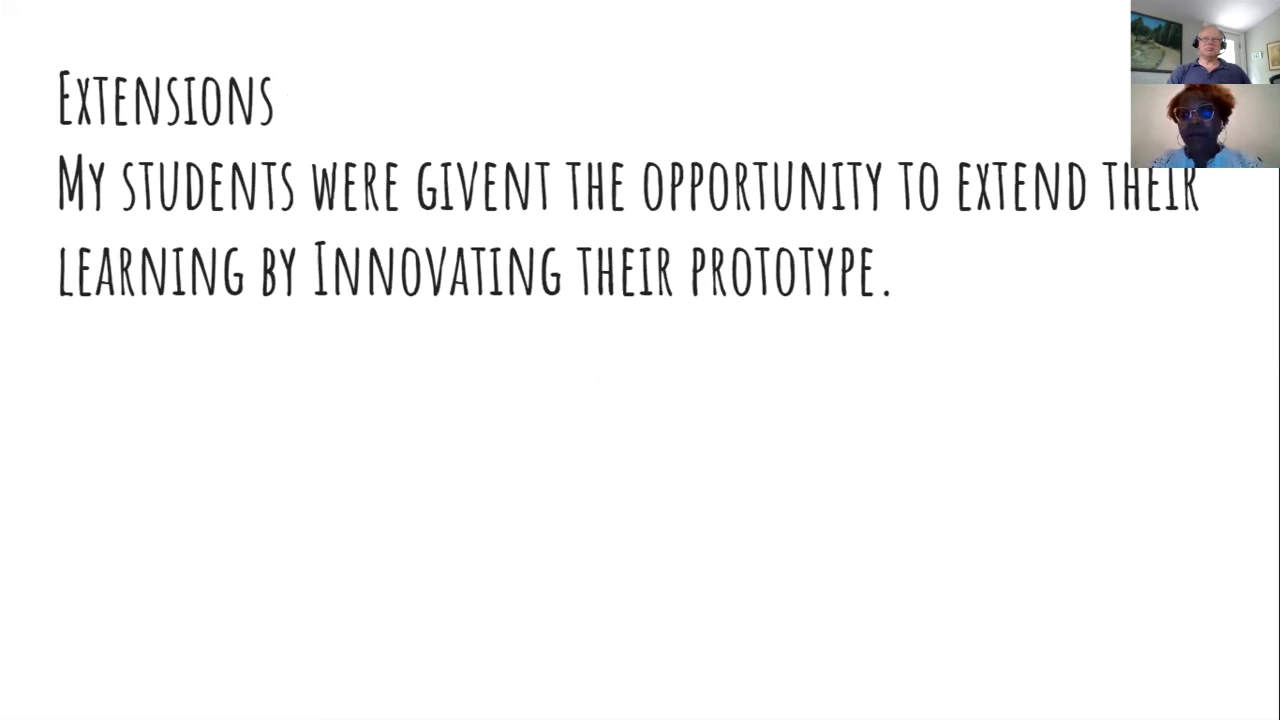 Extensions
My students were givent the opportunity to extend their
learning by Innovating their prototype.